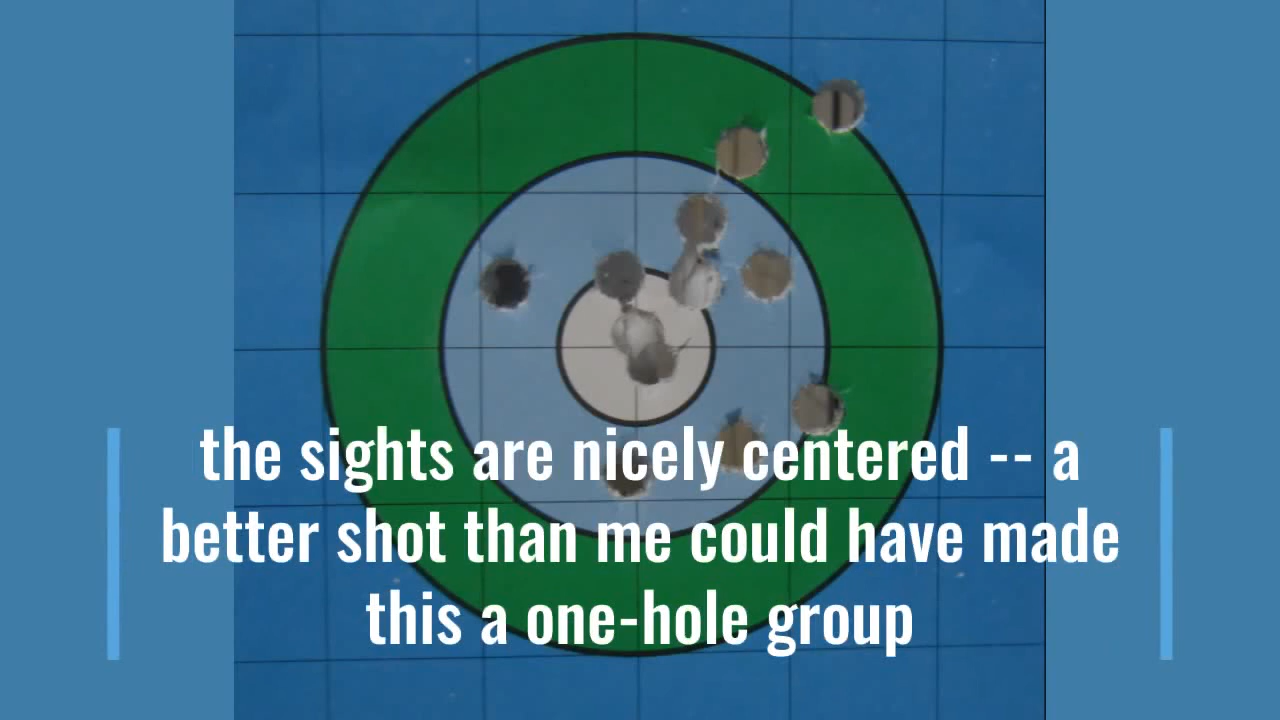 the sights are nicely centered -- a
better shot than me could have made
this a one-hole group